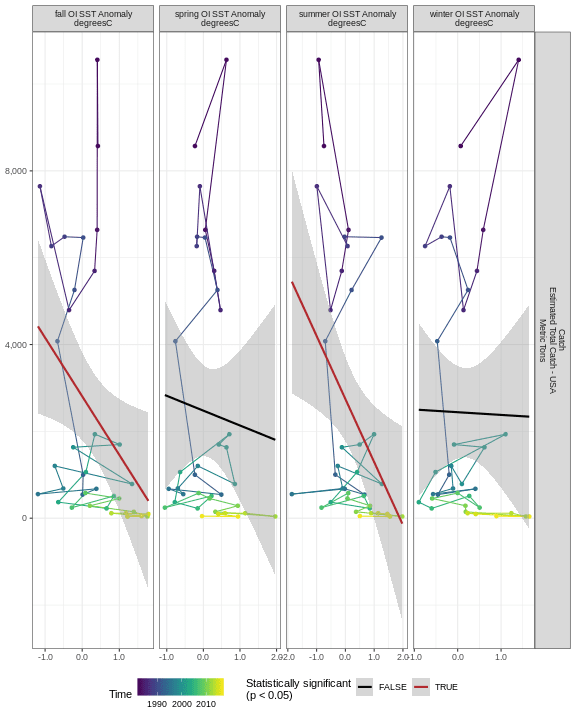 fall OI SST Anomaly
degreesC
spring OI SST Anomaly
degreesC
summer OI SST Anomaly
degreesC
winter OI SST Anomaly
degreesC
Catch
Estimated Total Catch - USA
Metric Tons
8,000
4,000
0
-1.0 0.0 1.0
-1.0 0.0 1.0 2.0
-2.0 -1.0 0.0 1.0 2.0
-1.0 0.0 1.0
Time
1990 2000 2010
Statistically significant
(p < 0.05)
FALSE
TRUE